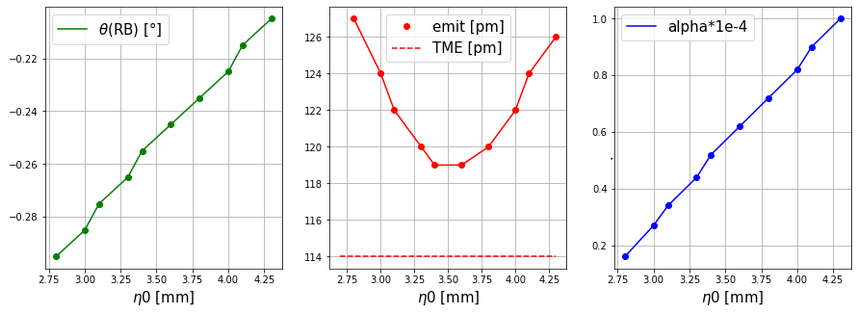 θ(RB) [°]
−0.22
−0.24
−0.26
−0.28
2.75 3.00 3.25 3.50 3.75 4.00 4.25
η0 [mm]
emit [pm]
TME [pm]
126
124
122
120
118
116
114
2.75 3.00 3.25 3.50 3.75 4.00 4.25
η0 [mm]
alpha*1e-4
1.0
0.8
0.6
0.4
0.2
2.75 3.00 3.25 3.50 3.75 4.00 4.25
η0 [mm]